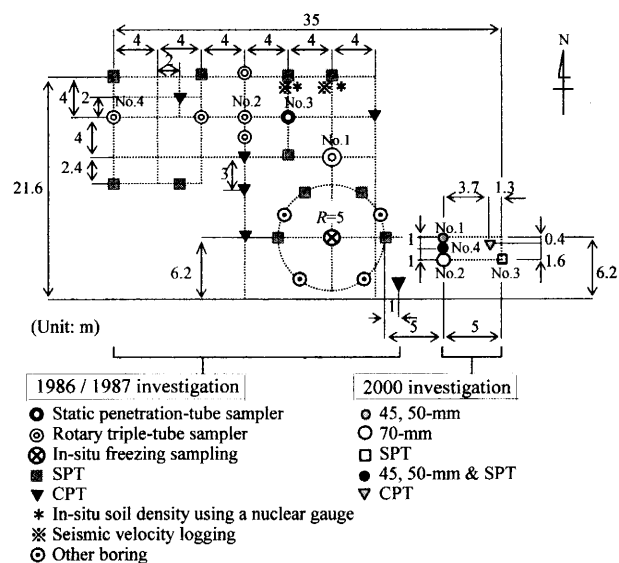 35
4 4 4 4 4 4
2
N
4 2 No.4 No.2 No.3
No.1
4
2.4 3
21.6
R=5
3.7 1.3
No.1
1 No.4 0.4
1 No.2 No.3 1.6
6.2 6.2
1
5 5
(Unit: m)
1986 / 1987 investigation
Static penetration-tube sampler
Rotary triple-tube sampler
In-situ freezing sampling
SPT
CPT
In-situ soil density using a nuclear gauge
Seismic velocity logging
Other boring
2000 investigation
45, 50-mm
70-mm
SPT
45, 50-mm & SPT
CPT